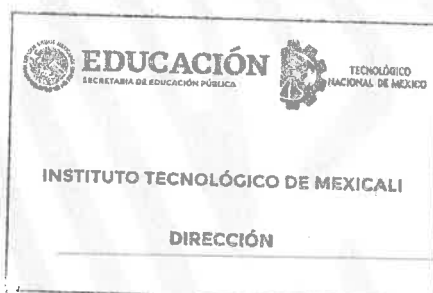 EDUCACIÓN
SECRETARÍA DE EDUCACIÓN PÚBLICA
TECNOLÓGICO
NACIONAL DE MÉXICO
INSTITUTO TECNOLÓGICO DE MEXICALI
DIRECCIÓN